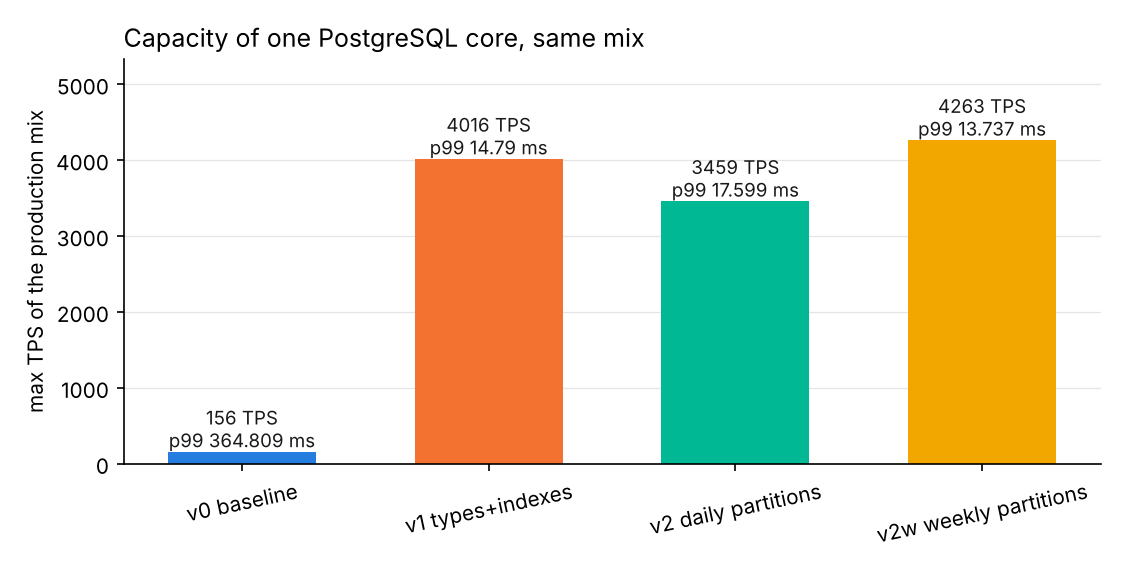 Capacity of one PostgreSQL core, same mix
max TPS of the production mix
5000
4000
3000
2000
1000
0
156 TPS
p99 364.809 ms
4016 TPS
p99 14.79 ms
3459 TPS
p99 17.599 ms
4263 TPS
p99 13.737 ms
v0 baseline
v1 types+indexes
v2 daily partitions
v2w weekly partitions